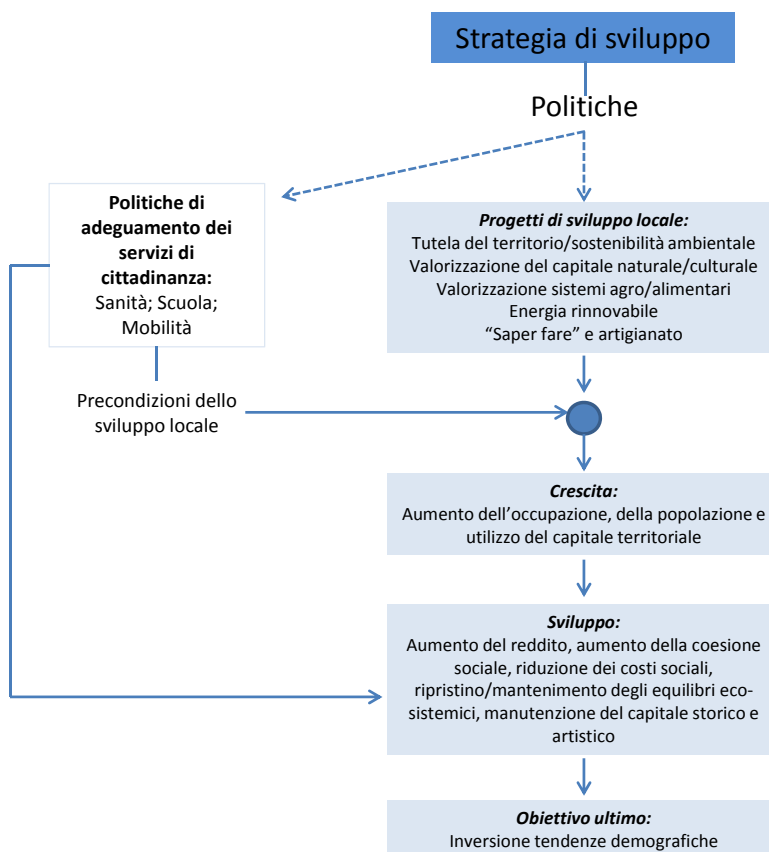 Strategia di sviluppo
Politiche
Politiche di
adeguamento dei
servizi di
cittadinanza:
Sanità; Scuola;
Mobilità
Progetti di sviluppo locale:
Tutela del territorio/sostenibilità ambientale
Valorizzazione del capitale naturale/culturale
Valorizzazione sistemi agro/alimentari
Energia rinnovabile
“Saper fare” e artigianato
Precondizioni dello
sviluppo locale
Crescita:
Aumento dell’occupazione, della popolazione e
utilizzo del capitale territoriale
Sviluppo:
Aumento del reddito, aumento della coesione
sociale, riduzione dei costi sociali,
ripristino/mantenimento degli equilibri eco-
sistemici, manutenzione del capitale storico e
artistico
Obiettivo ultimo:
Inversione tendenze demografiche